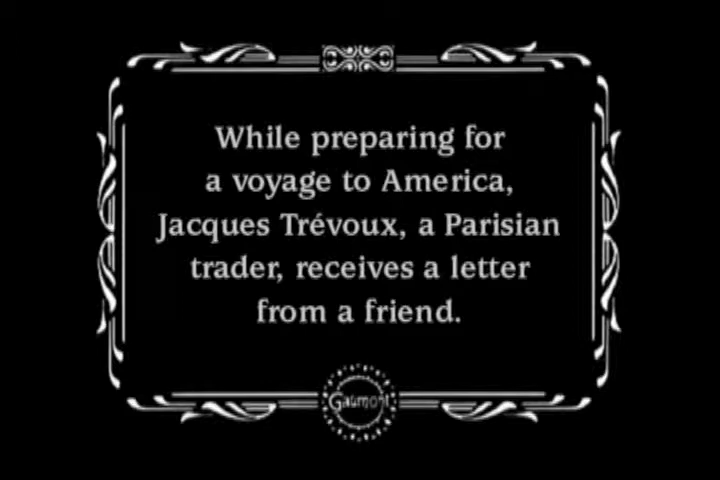 While preparing for
a voyage to America,
Jacques Trévoux, a Parisian
trader, receives a letter
from a friend.
Gaumont